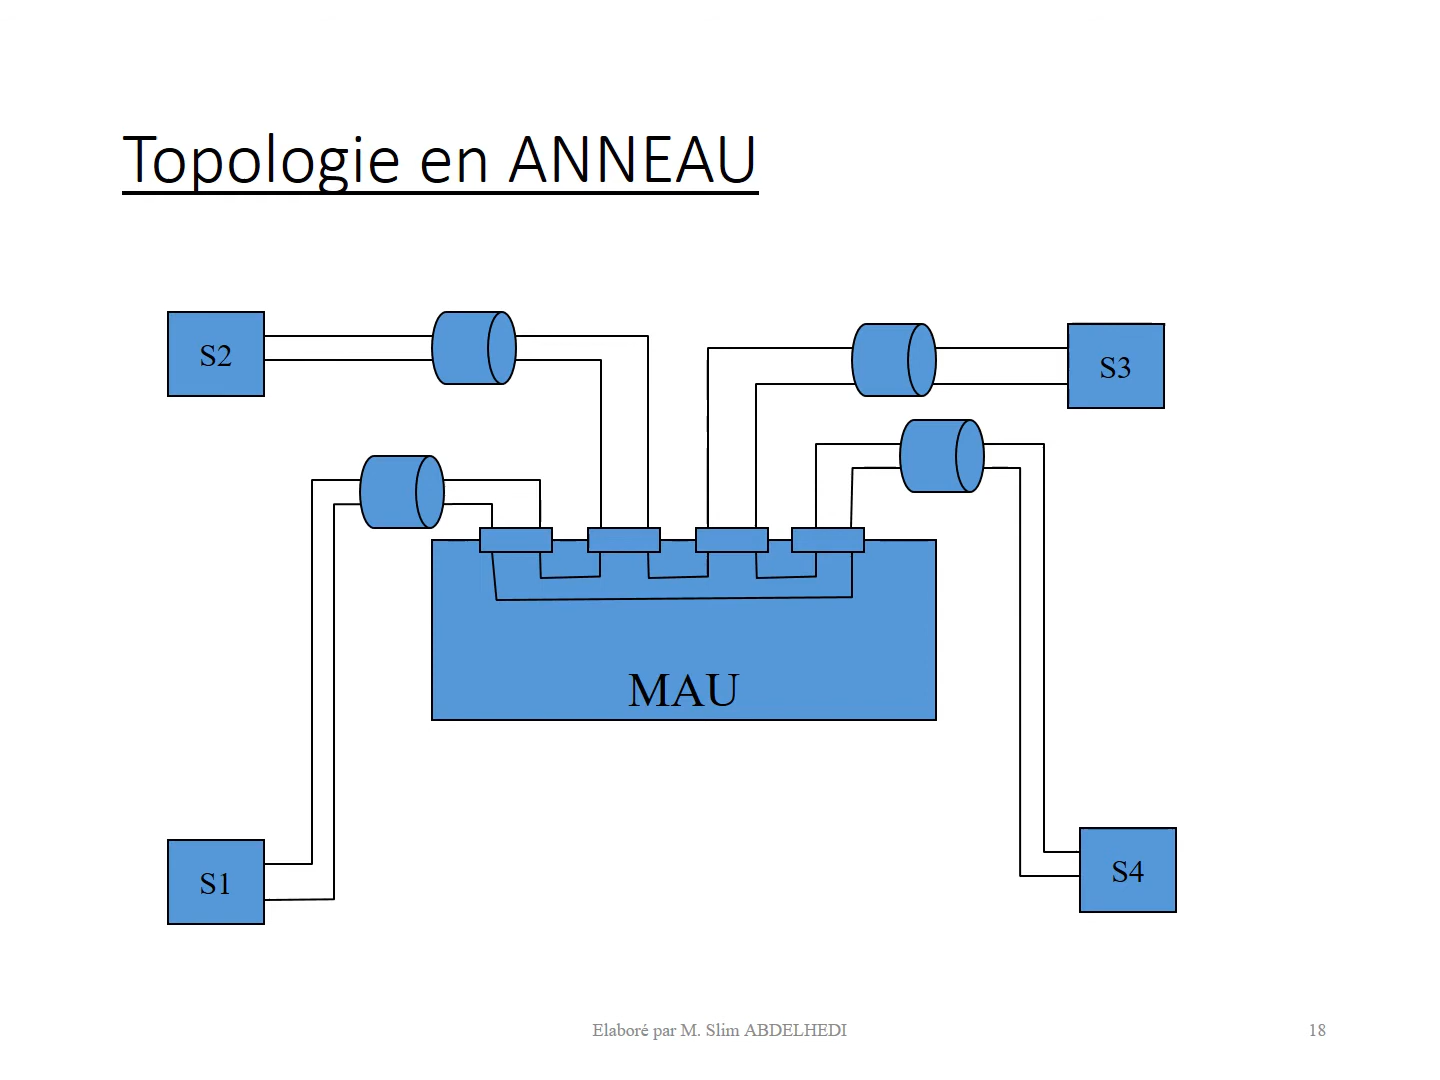 Topologie en ANNEAU
S2
S3
MAU
S1
S4
Elaboré par M. Slim ABDELHEDI
18